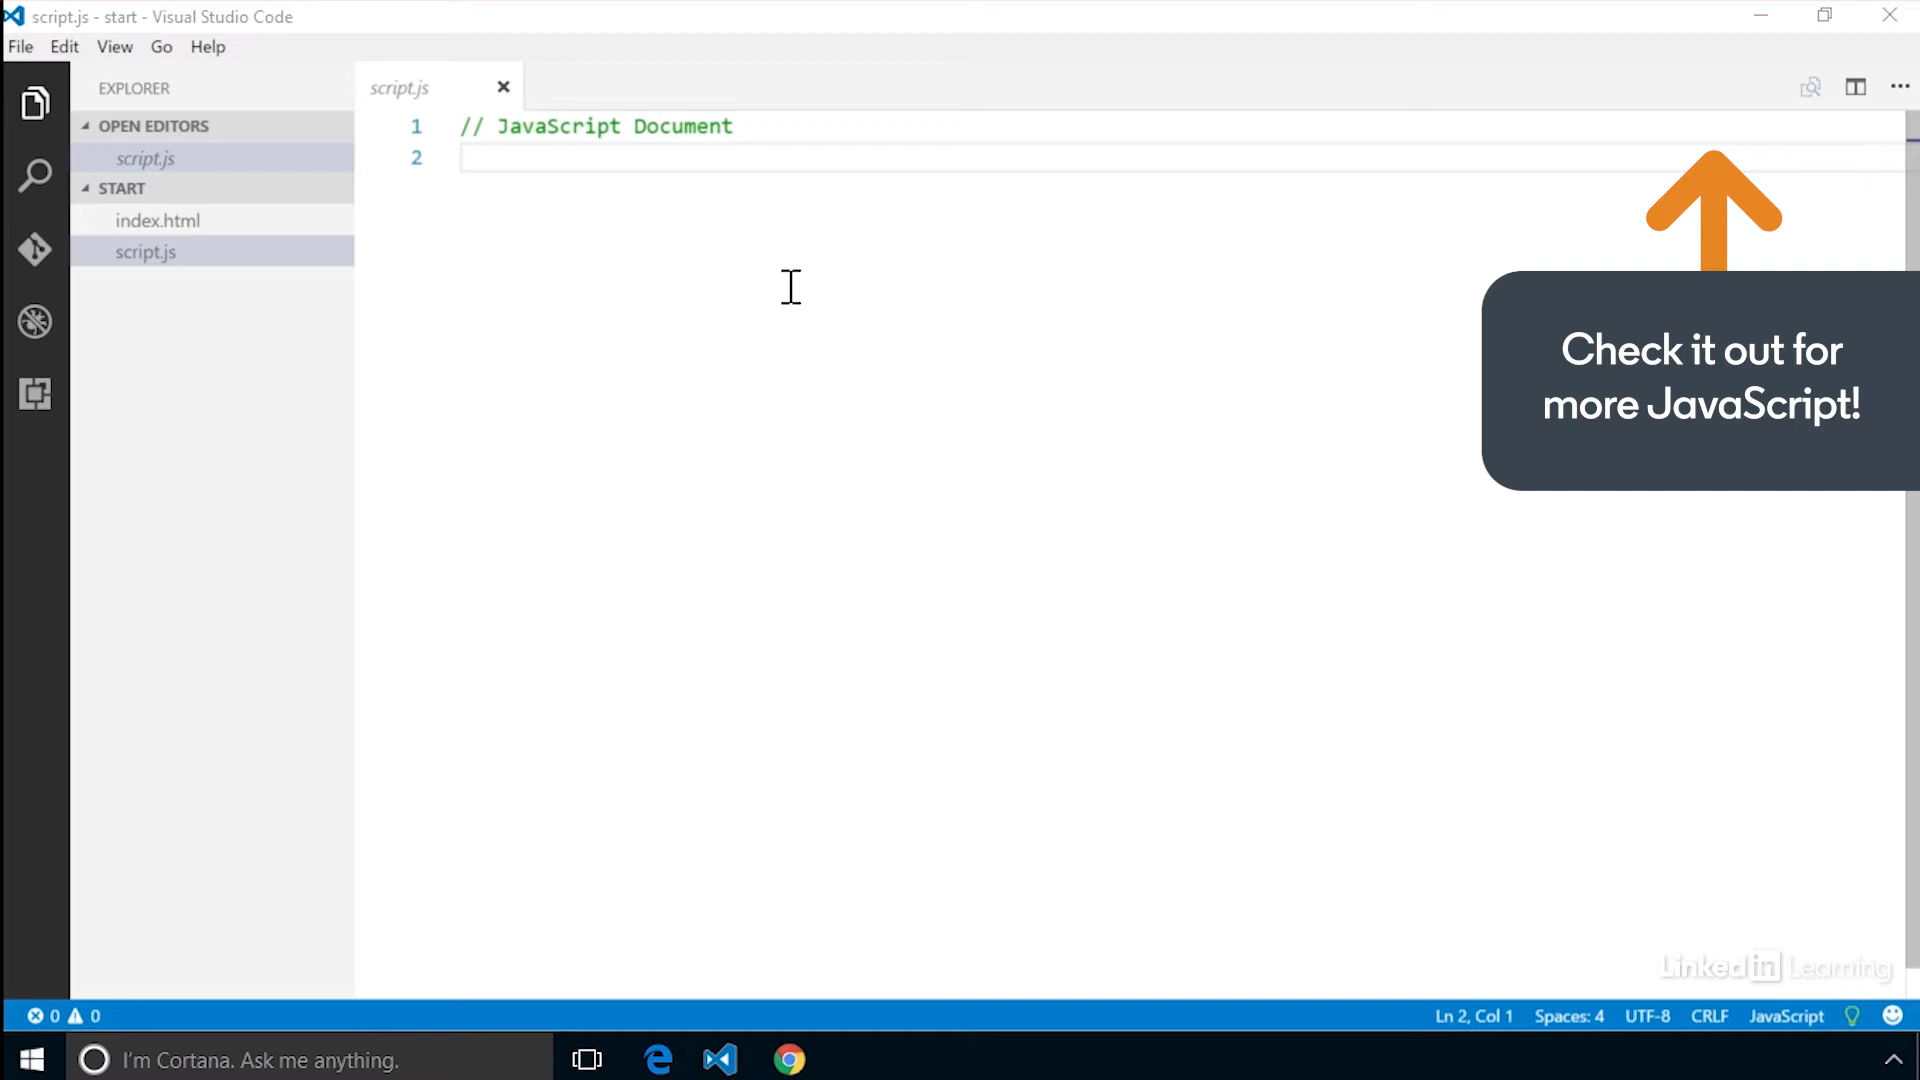 script.js - start - Visual Studio Code
File Edit View Go Help
EXPLORER
OPEN EDITORS
script.js
START
index.html
script.js
script.js
1 // JavaScript Document
2
Check it out for
more JavaScript!
Linked in Learning
0 0
Ln 2, Col 1 Spaces: 4 UTF-8 CRLF JavaScript
I'm Cortana. Ask me anything.